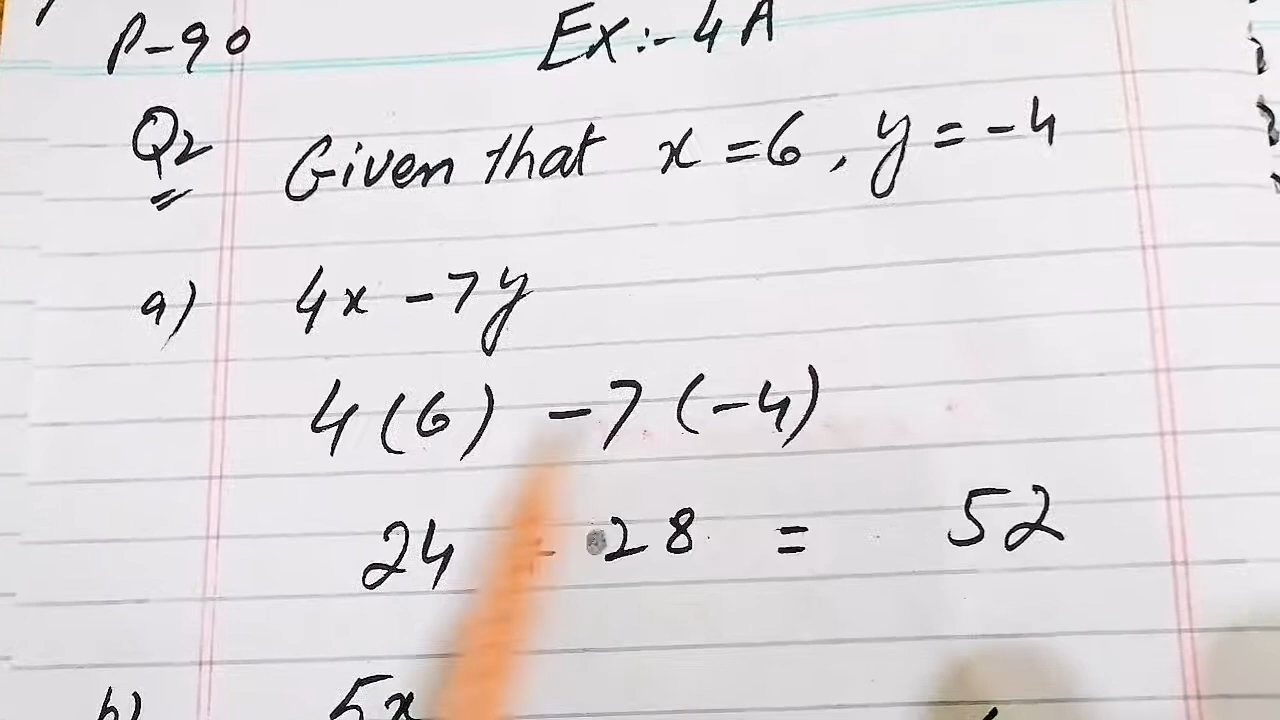 P-90 Ex:-4A
Q2 Given that x=6, y=-4
a) 4x-7y
4(6) -7(-4)
24 28 = 52
b) 5x